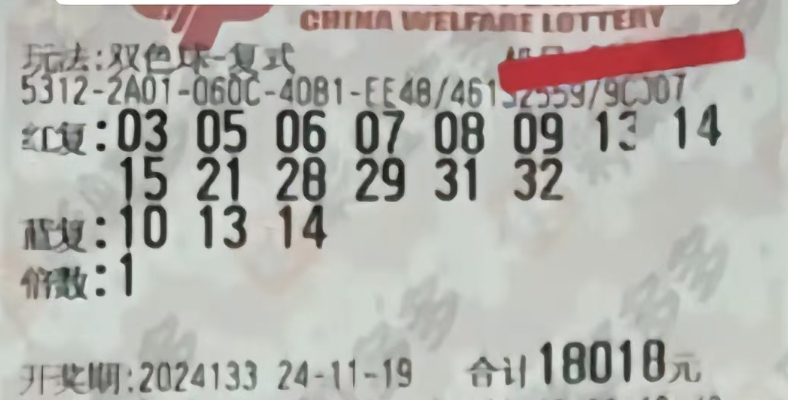 CHINA WELFARE LOTTERY
玩法:双色球-复式
5312-2A01-060C-4081-EE48/461
红复:03 05 06 07 08 09 13 14
15 21 28 29 31 32
蓝复:10 13 14
倍数:1
开奖期:2024133 24-11-19 合计18018元